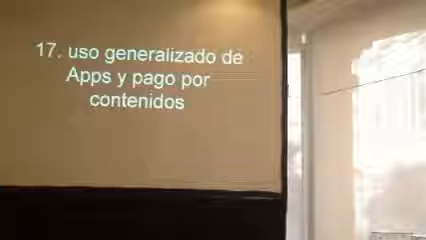 17. uso generalizado de
Apps y pago por
contenidos